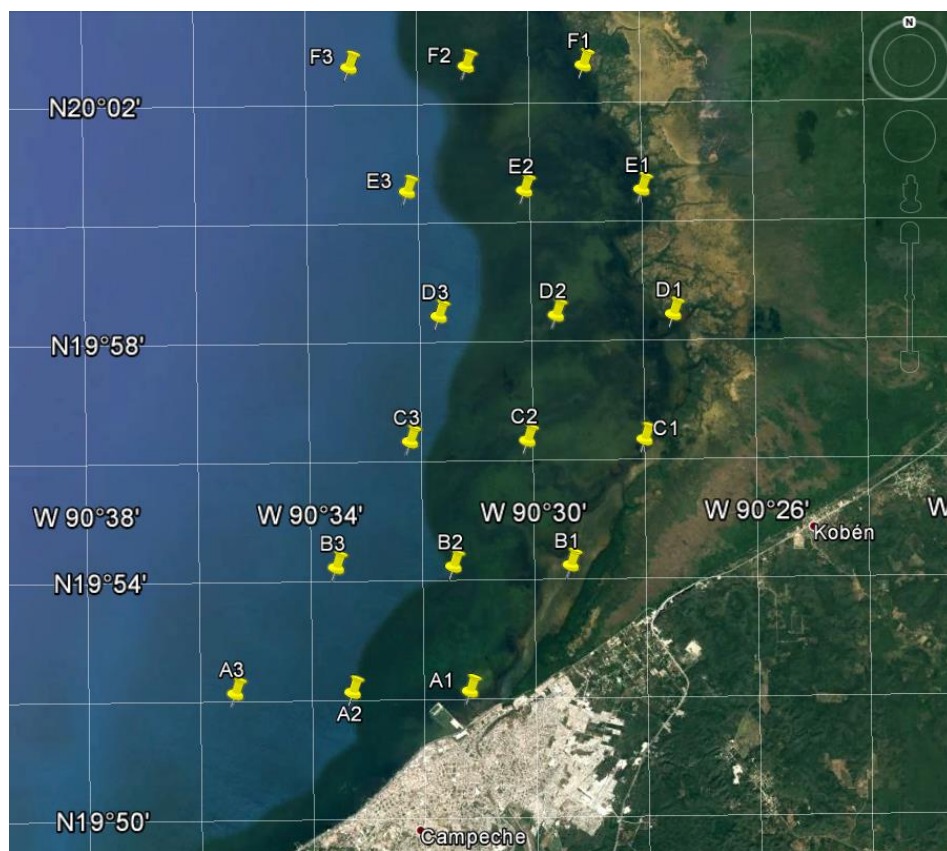 N
F3 F2 F1
N20°02'
E3 E2 E1
D3 D2 D1
N19°58'
C3 C2 C1
W 90°38' W 90°34' W 90°30' W 90°26' W
Kobén
B3 B2 B1
N19°54'
A3 A2 A1
N19°50'
Campeche